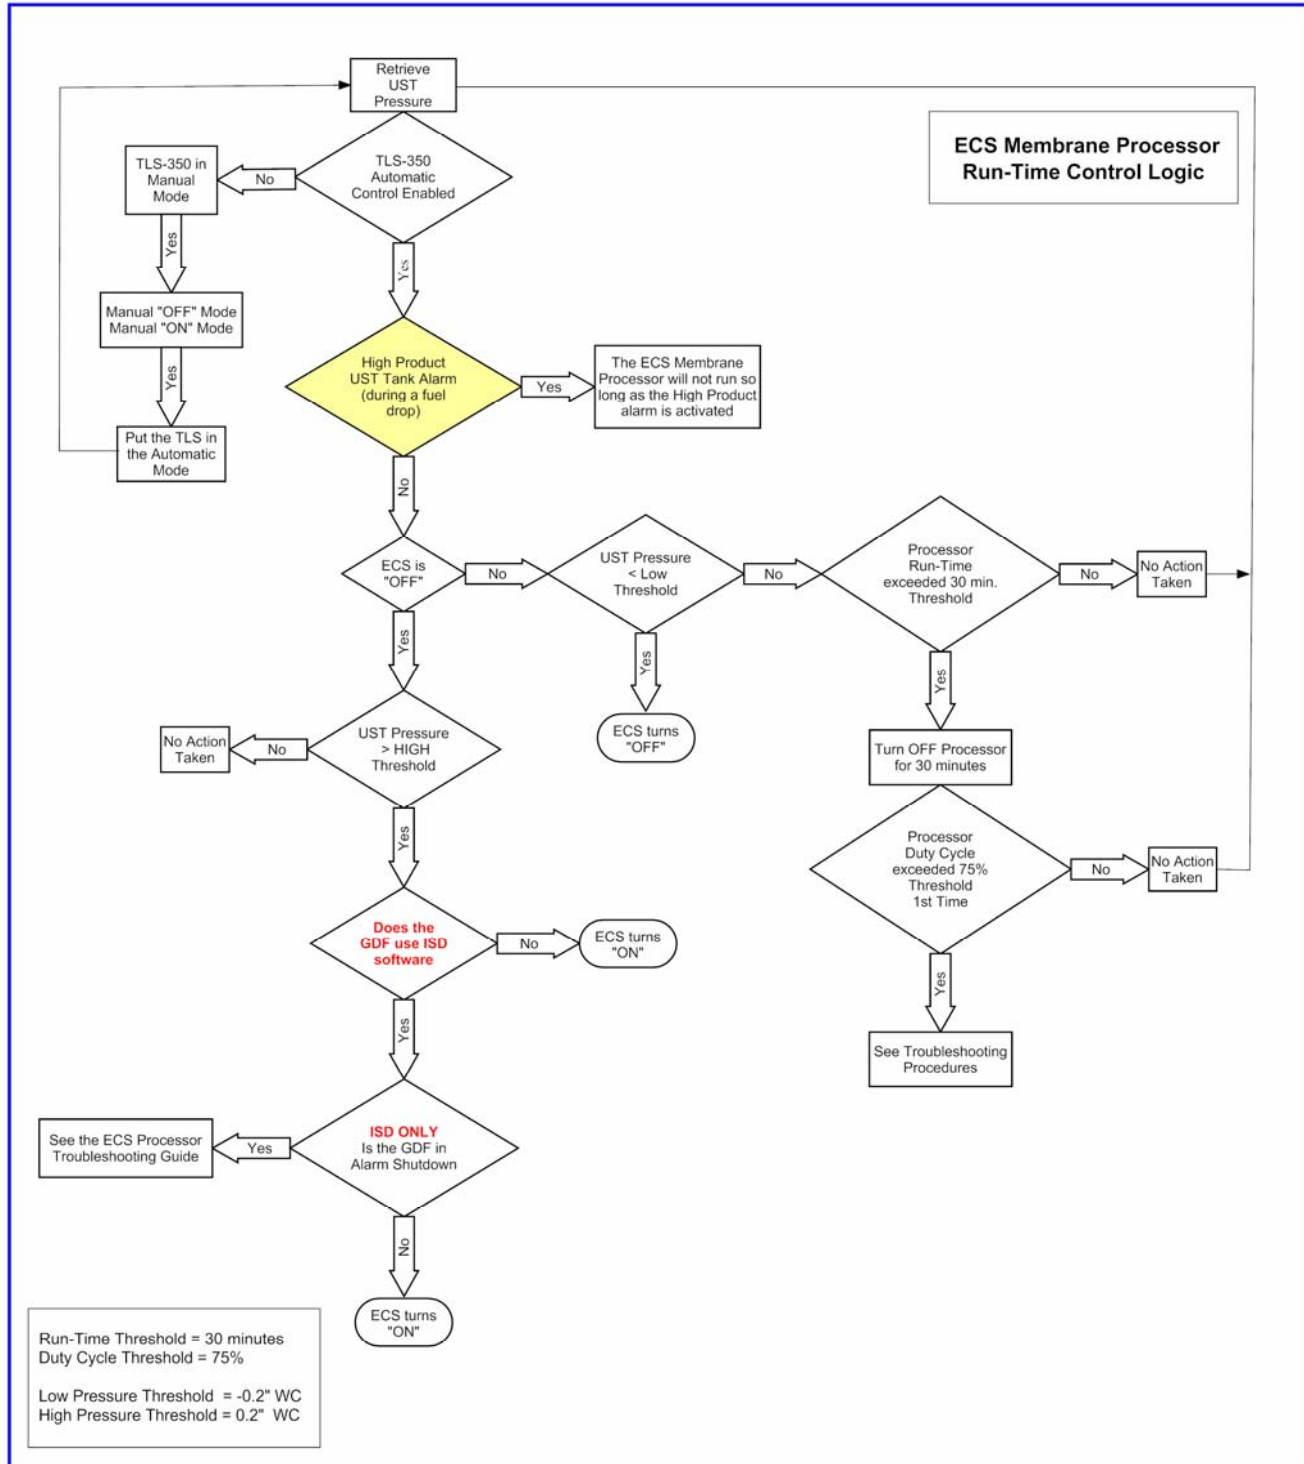 Retrieve
UST
Pressure
ECS Membrane Processor
Run-Time Control Logic
TLS-350
Automatic
Control Enabled
No
TLS-350 in
Manual
Mode
Yes
Manual "OFF" Mode
Manual "ON" Mode
Yes
Put the TLS in
the Automatic
Mode
Yes
High Product
UST Tank Alarm
(during a fuel
drop)
Yes
The ECS Membrane
Processor will not run so
long as the High Product
alarm is activated
No
ECS is
"OFF"
No
UST Pressure
< Low
Threshold
No
Processor
Run-Time
exceeded 30 min.
Threshold
No
No Action
Taken
Yes
ECS turns
"OFF"
Yes
Turn OFF Processor
for 30 minutes
Processor
Duty Cycle
exceeded 75%
Threshold
1st Time
No
No Action
Taken
Yes
See Troubleshooting
Procedures
Yes
UST Pressure
> HIGH
Threshold
No
No Action
Taken
Yes
Does the
GDF use ISD
software
No
ECS turns
"ON"
Yes
ISD ONLY
Is the GDF in
Alarm Shutdown
Yes
See the ECS Processor
Troubleshooting Guide
No
ECS turns
"ON"
Run-Time Threshold = 30 minutes
Duty Cycle Threshold = 75%
Low Pressure Threshold = -0.2" WC
High Pressure Threshold = 0.2" WC